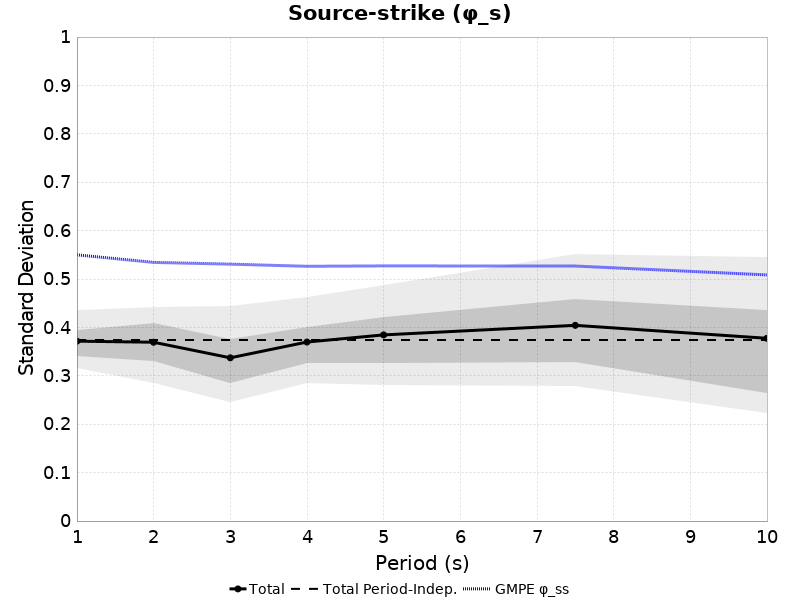 Source-strike (φ_s)
Standard Deviation
1
0.9
0.8
0.7
0.6
0.5
0.4
0.3
0.2
0.1
0
1 2 3 4 5 6 7 8 9 10
Period (s)
Total Total Period-Indep. GMPE φ_ss